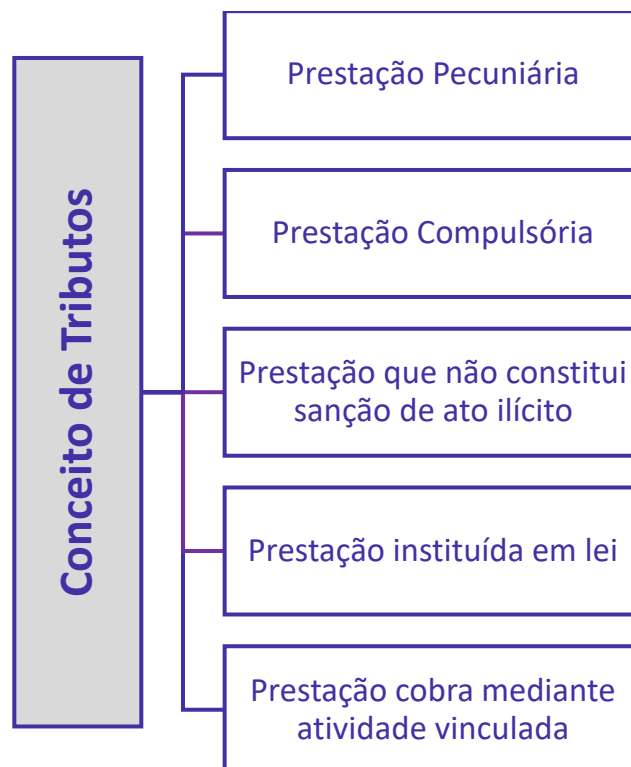 Conceito de Tributos
Prestação Pecuniária
Prestação Compulsória
Prestação que não constitui
sanção de ato ilícito
Prestação instituída em lei
Prestação cobra mediante
atividade vinculada